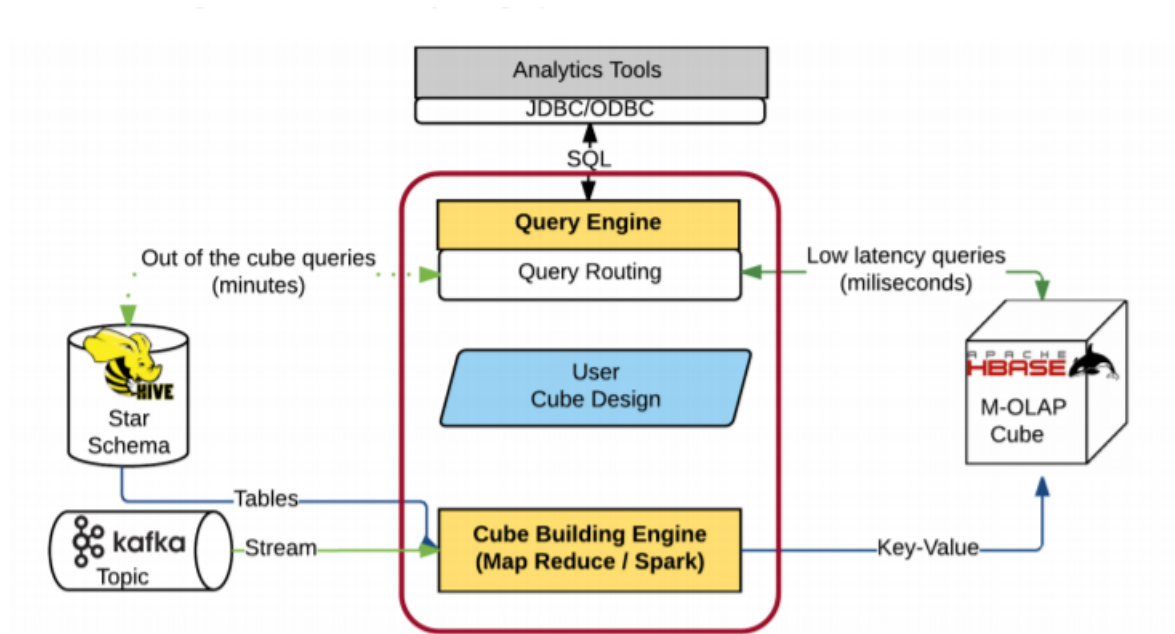 Analytics Tools
JDBC/ODBC
SQL
Query Engine
Query Routing
Out of the cube queries
(minutes)
Low latency queries
(miliseconds)
HIVE
Star
Schema
User
Cube Design
APACHE
HBASE
M-OLAP
Cube
Tables
kafka
Topic
Stream
Cube Building Engine
(Map Reduce / Spark)
Key-Value